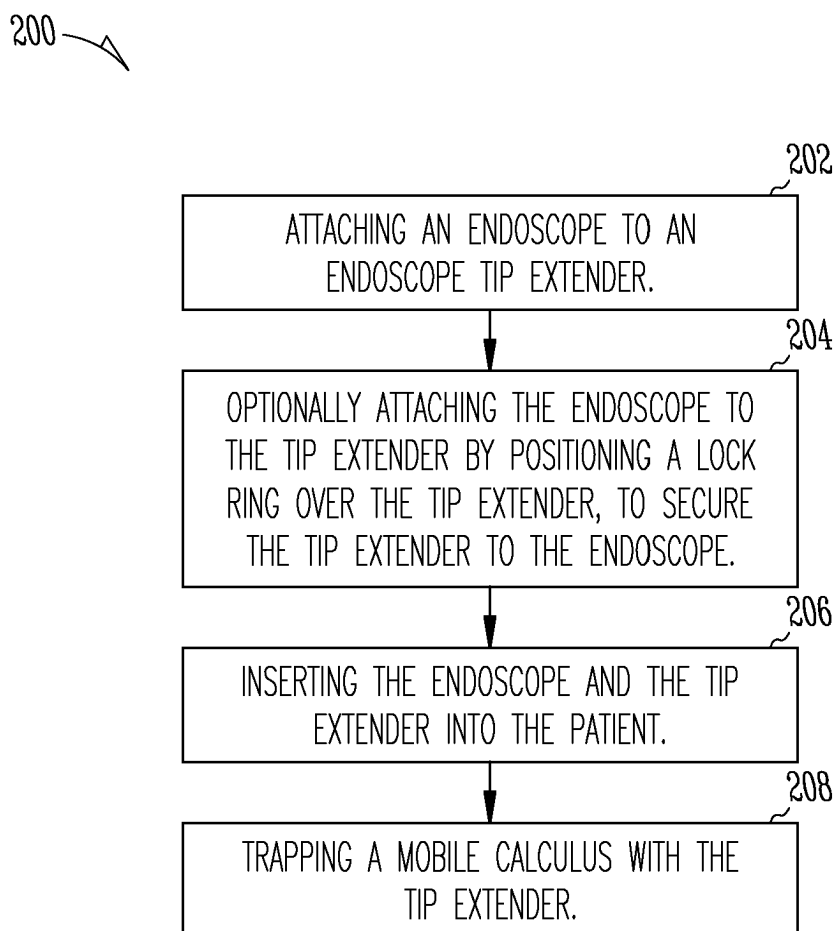 200
202
ATTACHING AN ENDOSCOPE TO AN
ENDOSCOPE TIP EXTENDER.
204
OPTIONALLY ATTACHING THE ENDOSCOPE TO
THE TIP EXTENDER BY POSITIONING A LOCK
RING OVER THE TIP EXTENDER, TO SECURE
THE TIP EXTENDER TO THE ENDOSCOPE.
206
INSERTING THE ENDOSCOPE AND THE TIP
EXTENDER INTO THE PATIENT.
208
TRAPPING A MOBILE CALCULUS WITH THE
TIP EXTENDER.